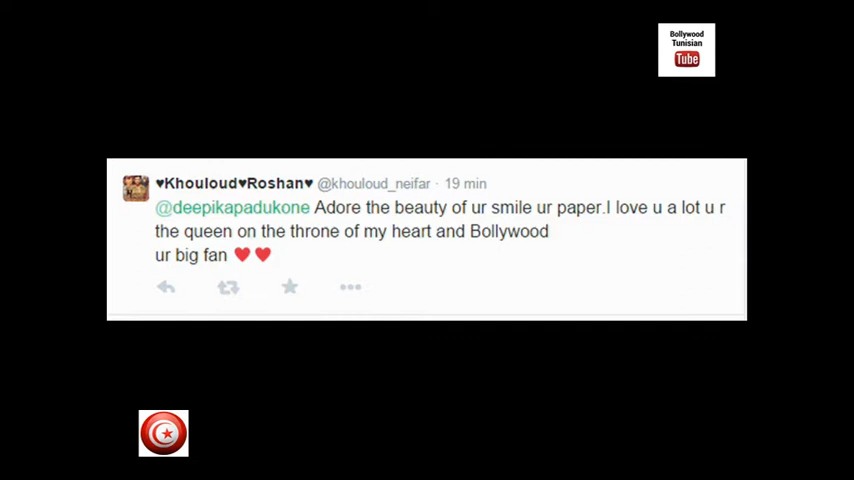 Bollywood
Tunisian
Tube
♥Khouloud♥Roshan♥ @khouloud_neifar · 19 min
@deepikapadukone Adore the beauty of ur smile ur paper.I love u a lot u r
the queen on the throne of my heart and Bollywood
ur big fan ❤❤